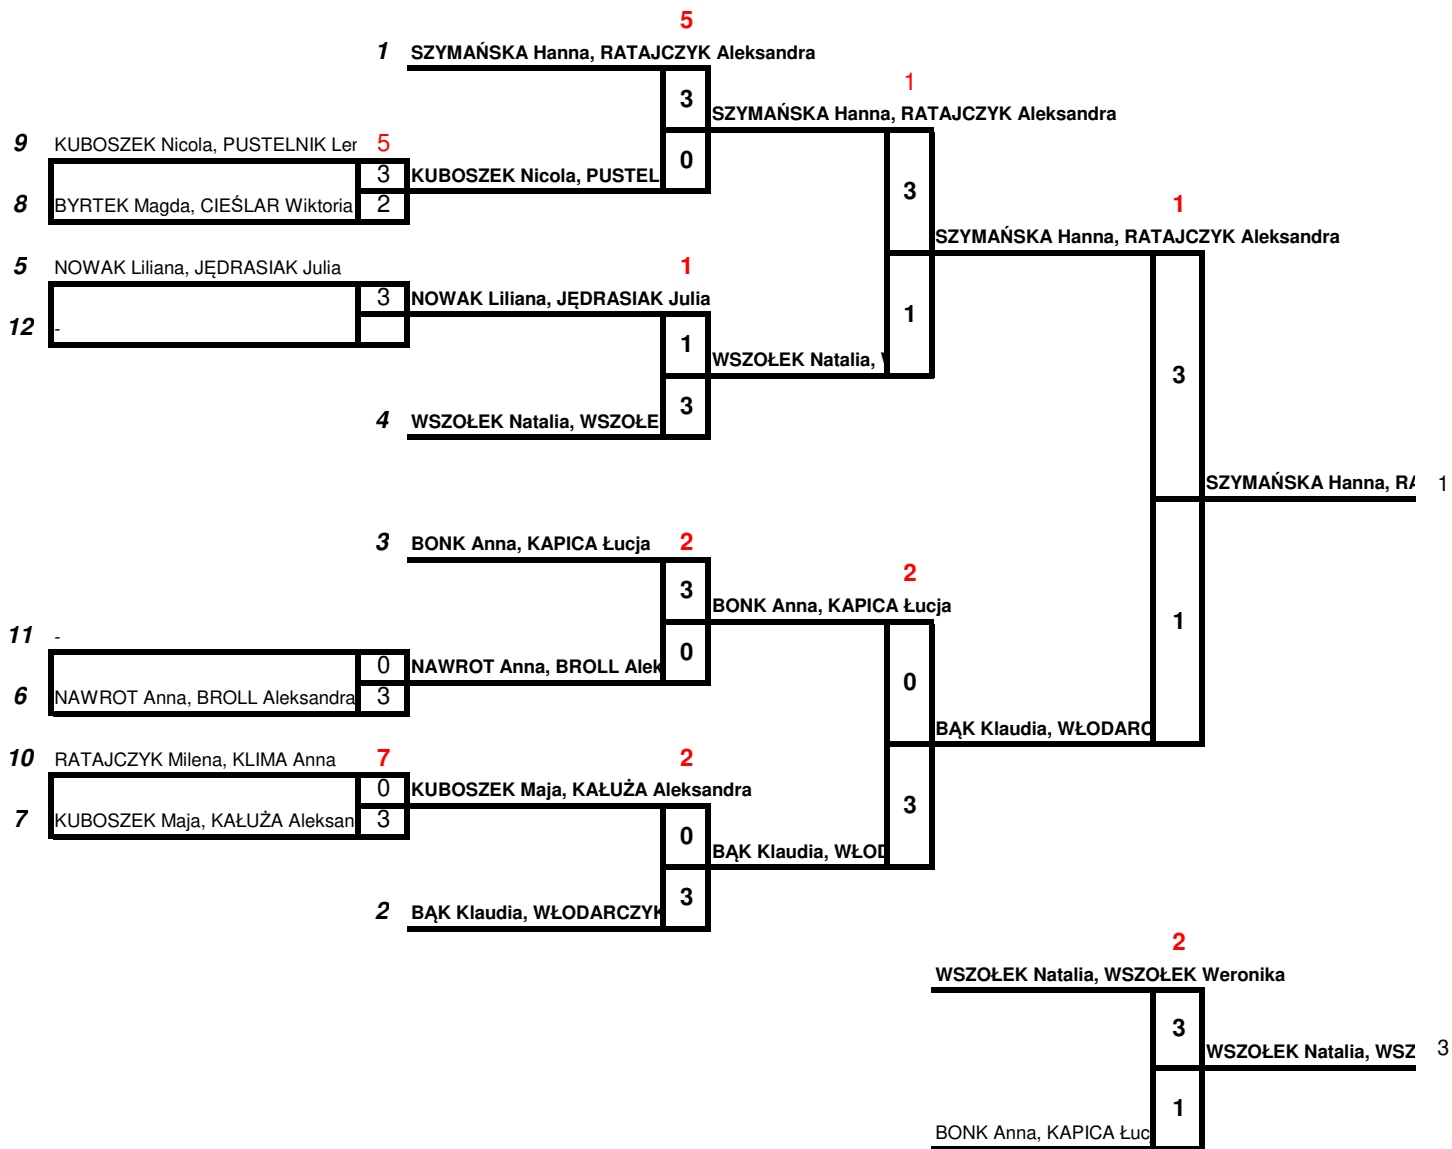 5
1 SZYMAŃSKA Hanna, RATAJCZYK Aleksandra
1
3
SZYMAŃSKA Hanna, RATAJCZYK Aleksandra
9 KUBOSZEK Nicola, PUSTELNIK Ler 5
3 KUBOSZEK Nicola, PUSTEL 0
3
8 BYRTEK Magda, CIEŚLAR Wiktoria 2
1
SZYMAŃSKA Hanna, RATAJCZYK Aleksandra
5 NOWAK Liliana, JĘDRASIAK Julia
1
3 NOWAK Liliana, JĘDRASIAK Julia
1
12 -
1
WSZOŁEK Natalia,
3
4 WSZOŁEK Natalia, WSZOŁE 3
SZYMAŃSKA Hanna, RA 1
3 BONK Anna, KAPICA Łucja 2
2
3
BONK Anna, KAPICA Łucja
1
11 -
0 NAWROT Anna, BROLL Alek 0
6 NAWROT Anna, BROLL Aleksandra 3
0
BĄK Klaudia, WŁODARC
10 RATAJCZYK Milena, KLIMA Anna 7
2
0 KUBOSZEK Maja, KAŁUŻA Aleksandra
7 KUBOSZEK Maja, KAŁUŻA Aleksan 3
3
0
BĄK Klaudia, WŁOD
2 BĄK Klaudia, WŁODARCZYK 3
2
WSZOŁEK Natalia, WSZOŁEK Weronika
3
WSZOŁEK Natalia, WSZ 3
1
BONK Anna, KAPICA Łuc